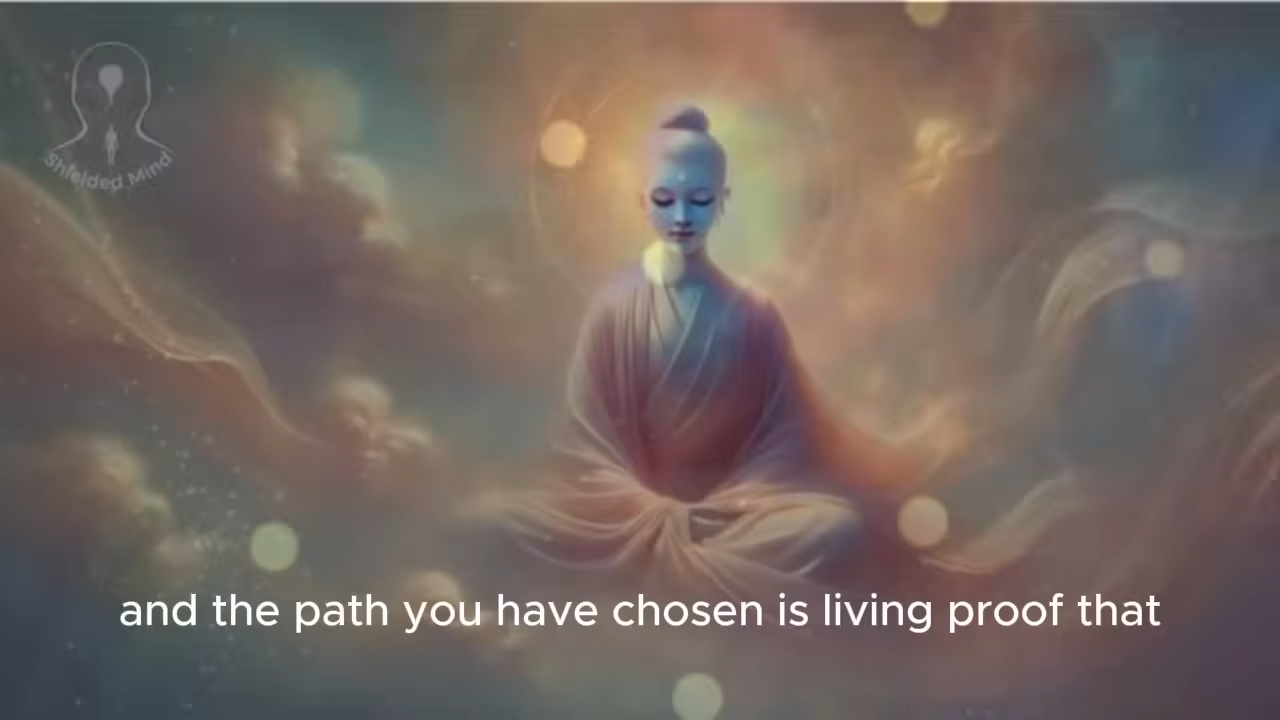 Shielded Mind
and the path you have chosen is living proof that